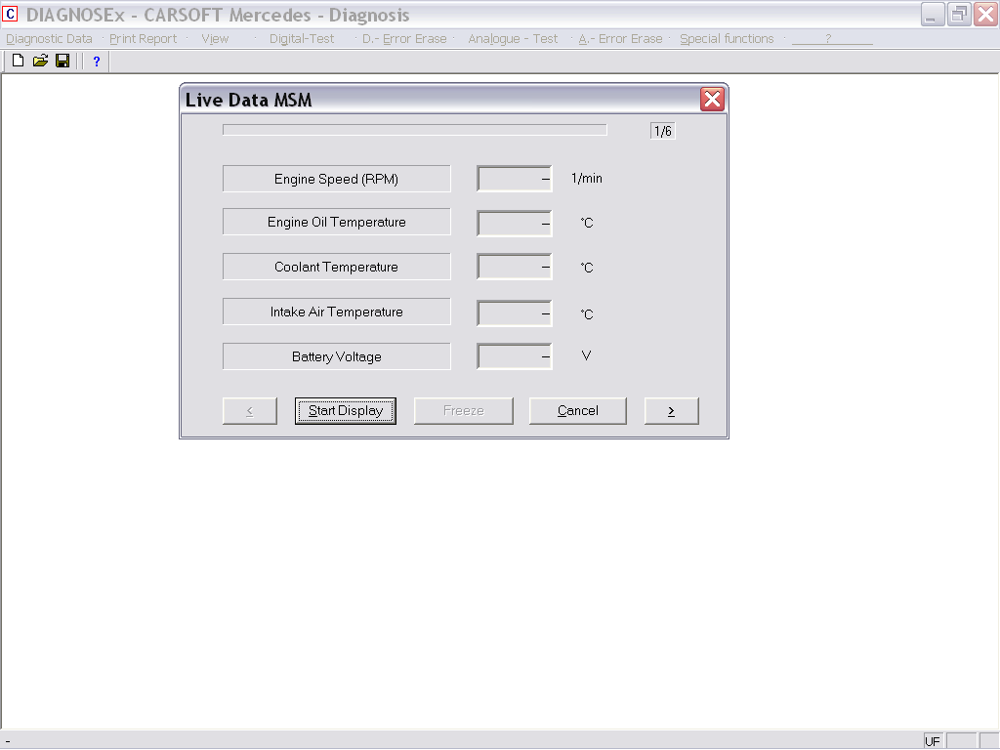 C DIAGNOSEx - CARSOFT Mercedes - Diagnosis
Diagnostic Data - Print Report - View - Digital-Test - D.- Error Erase - Analogue - Test - A.- Error Erase - Special functions - ?
?
Live Data MSM
1/6
Engine Speed (RPM) – 1/min
Engine Oil Temperature – °C
Coolant Temperature – °C
Intake Air Temperature – °C
Battery Voltage – V
< Start Display Freeze Cancel >
- UF